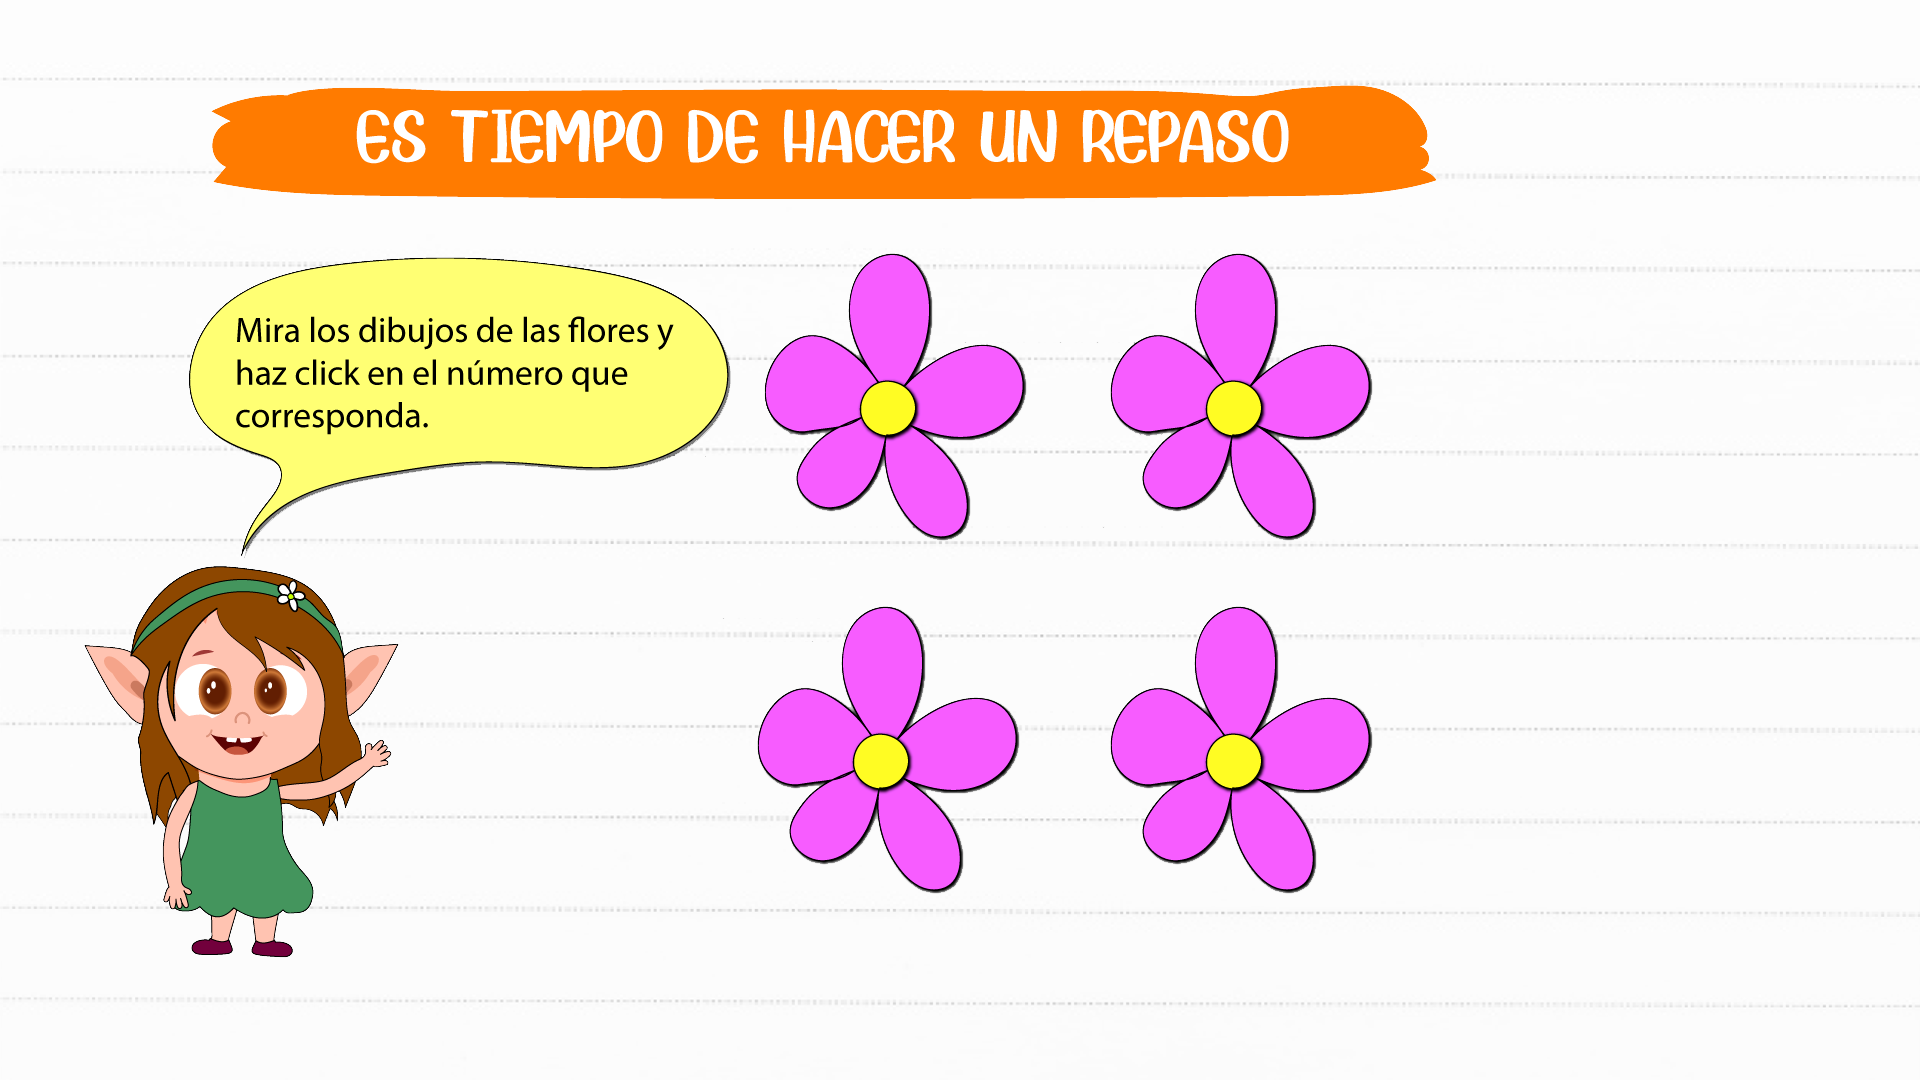 ES TIEMPO DE HACER UN REPASO
Mira los dibujos de las flores y
haz click en el número que
corresponda.